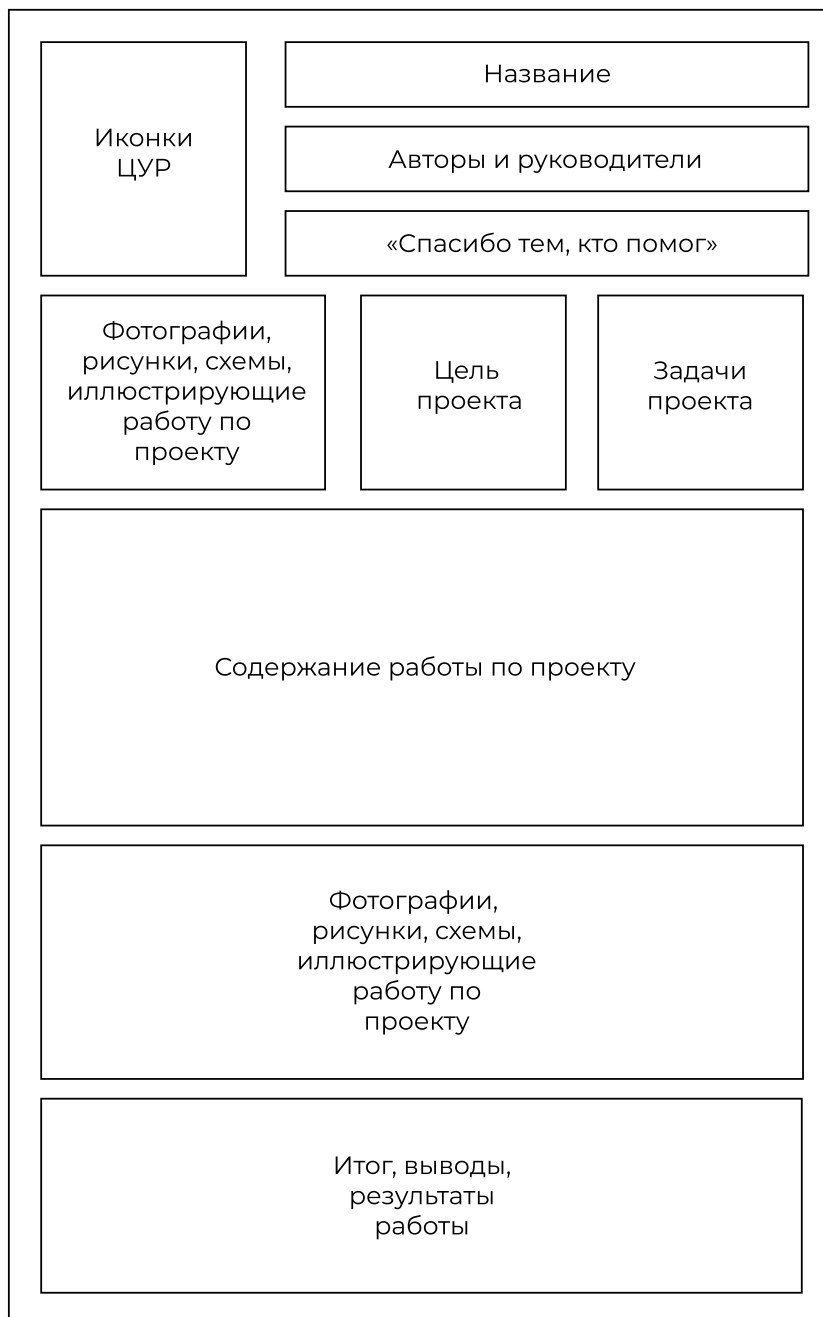 Иконки
ЦУР
Название
Авторы и руководители
«Спасибо тем, кто помог»
Фотографии,
рисунки, схемы,
иллюстрирующие
работу по
проекту
Цель
проекта
Задачи
проекта
Содержание работы по проекту
Фотографии,
рисунки, схемы,
иллюстрирующие
работу по
проекту
Итог, выводы,
результаты
работы